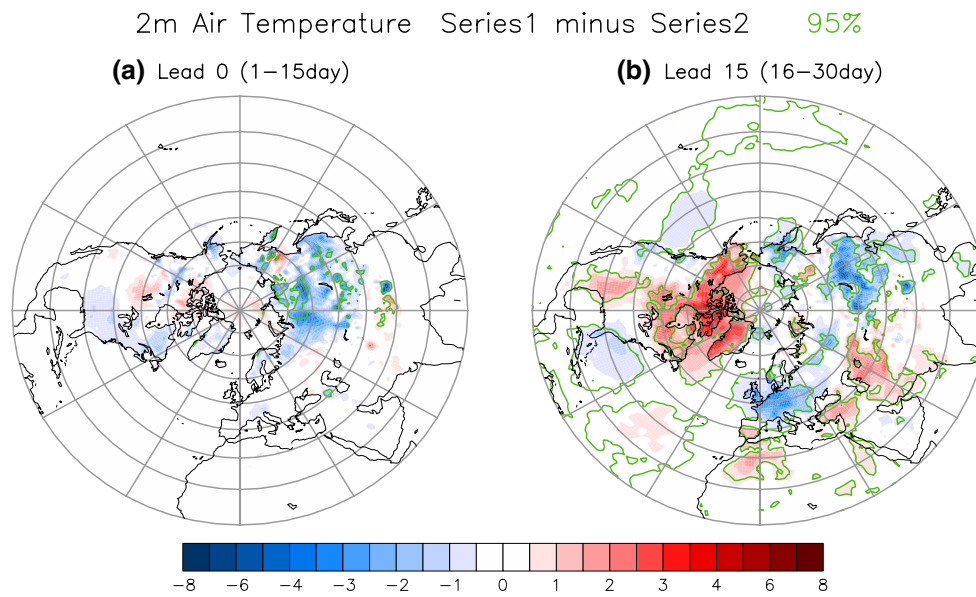 2m Air Temperature Series1 minus Series2 95%
(a) Lead 0 (1−15day) (b) Lead 15 (16−30day)
−8 −6 −4 −3 −2 −1 0 1 2 3 4 6 8